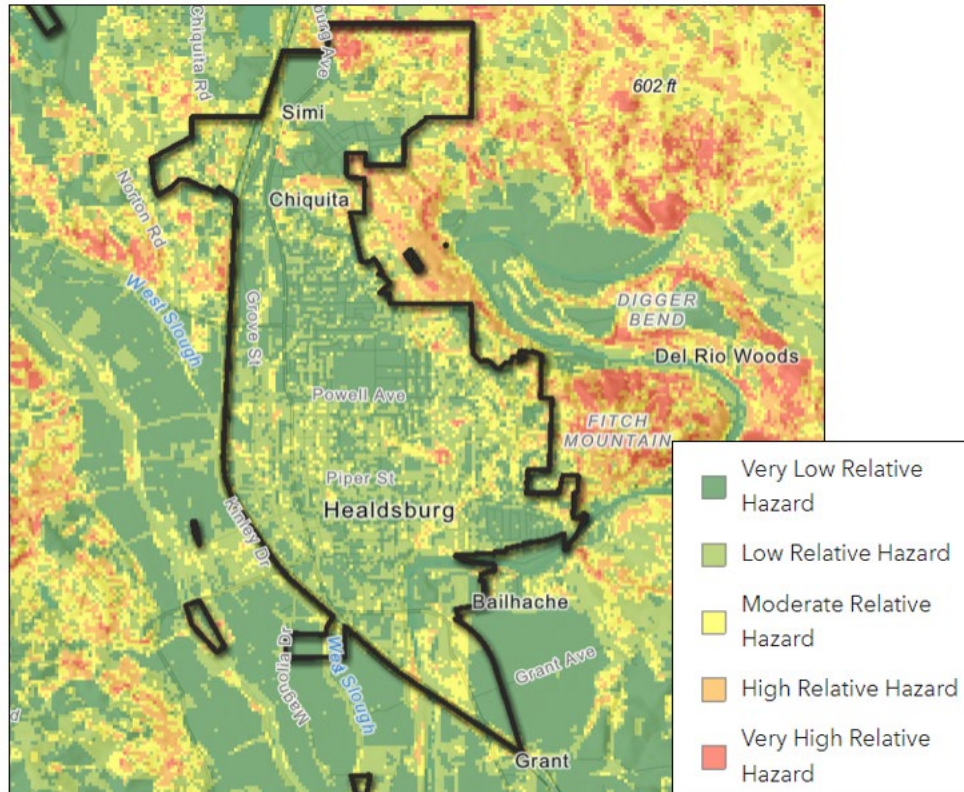 Chiquita Rd
burg Ave
602 ft
Simi
Chiquita
Norton Rd
West Slough
Grove St
DIGGER
BEND
Del Rio Woods
Powell Ave
FITCH
MOUNTAIN
Piper St
Healdsburg
Kinley Dr
Bailhache
Magnolia Dr
West Slough
Grant Ave
d
Grant
Very Low Relative
Hazard
Low Relative Hazard
Moderate Relative
Hazard
High Relative Hazard
Very High Relative
Hazard